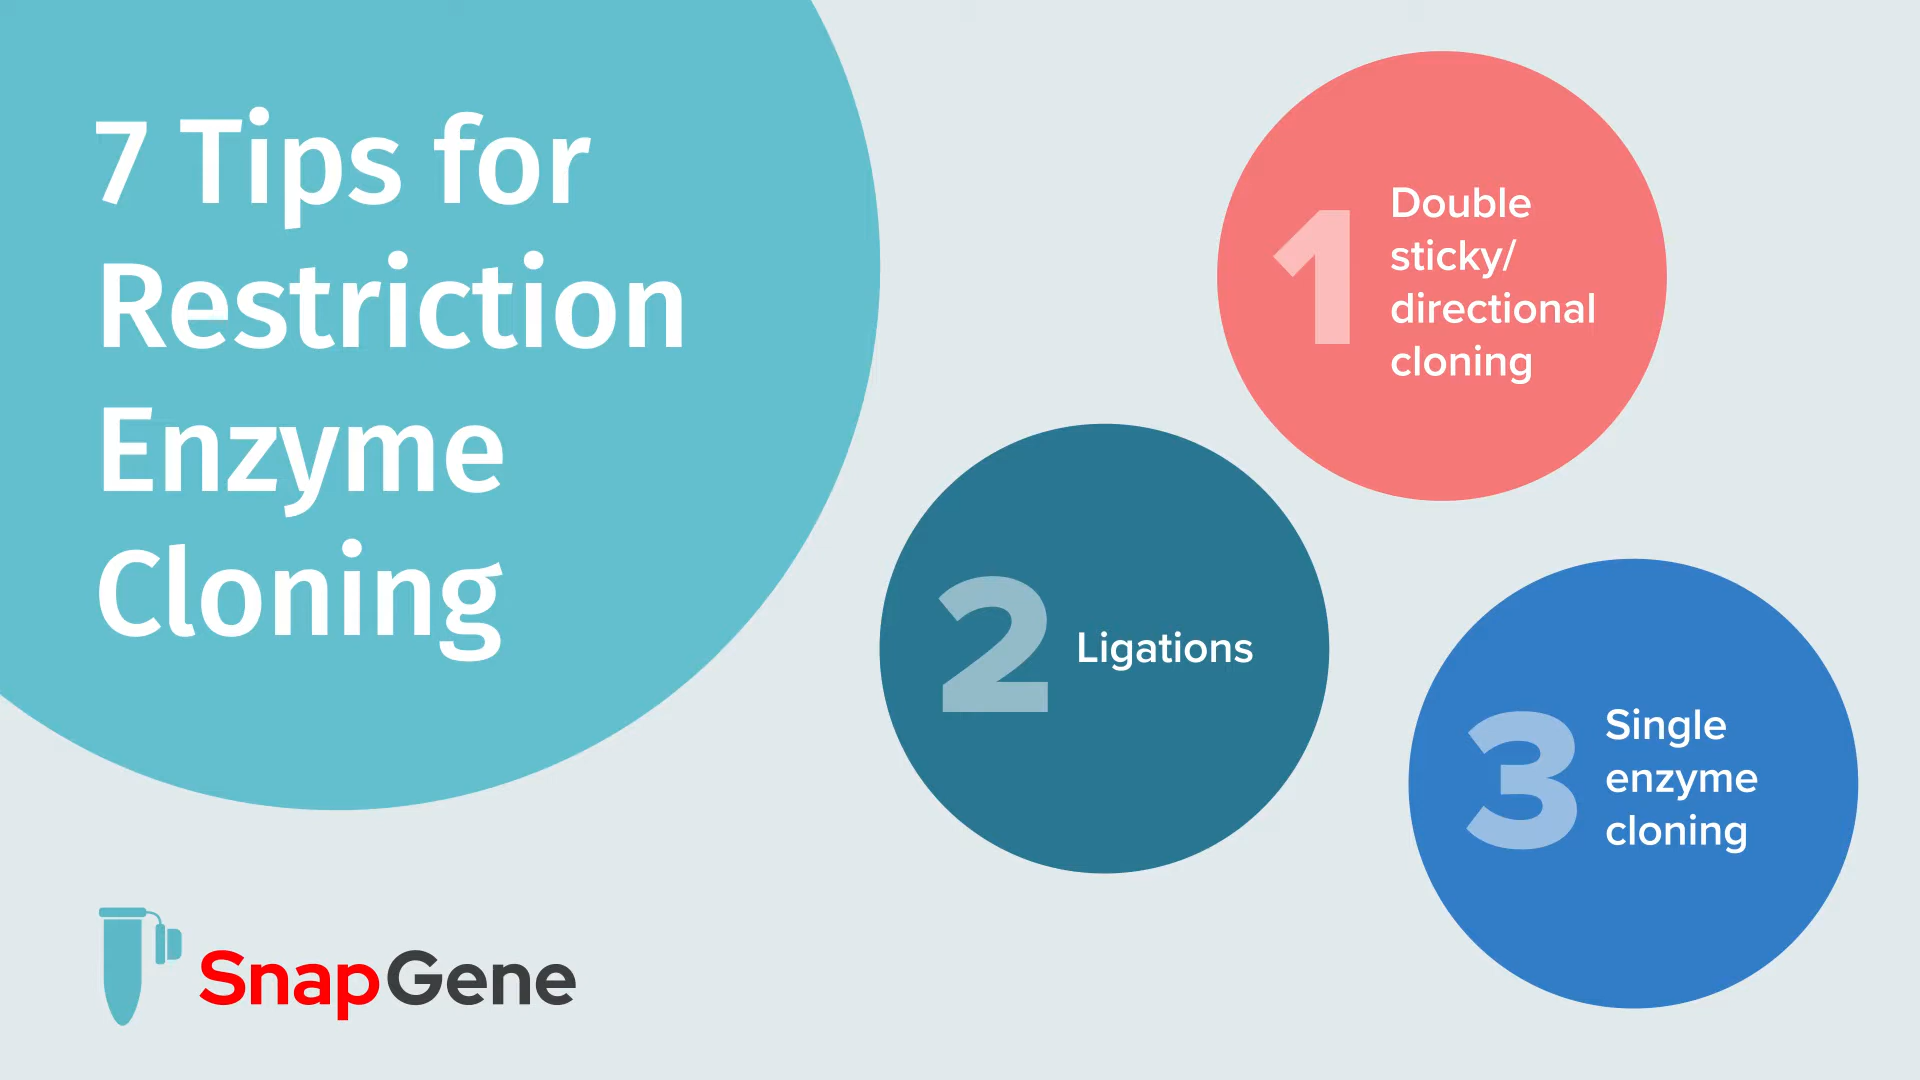 7 Tips for
Restriction
Enzyme
Cloning
1
Double
sticky/
directional
cloning
2
Ligations
3
Single
enzyme
cloning
SnapGene